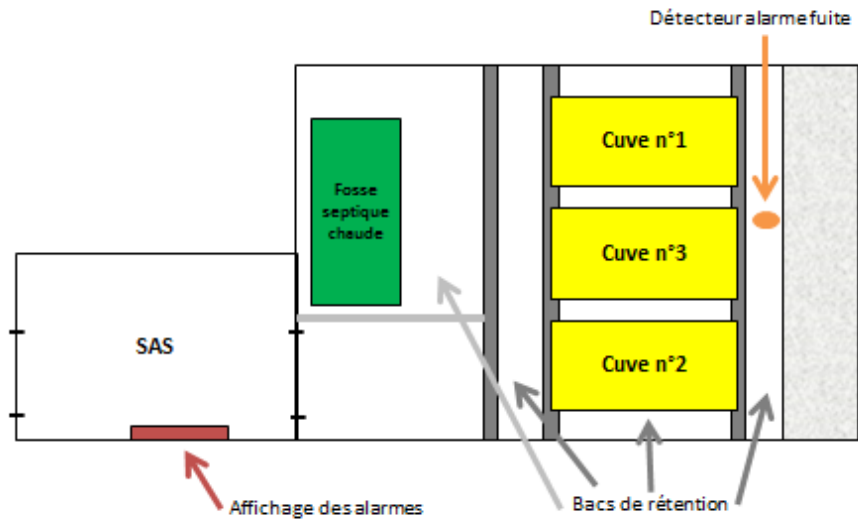 Détecteur alarme fuite
Cuve n°1
Fosse
septique
chaude
Cuve n°3
SAS
Cuve n°2
Affichage des alarmes
Bacs de rétention